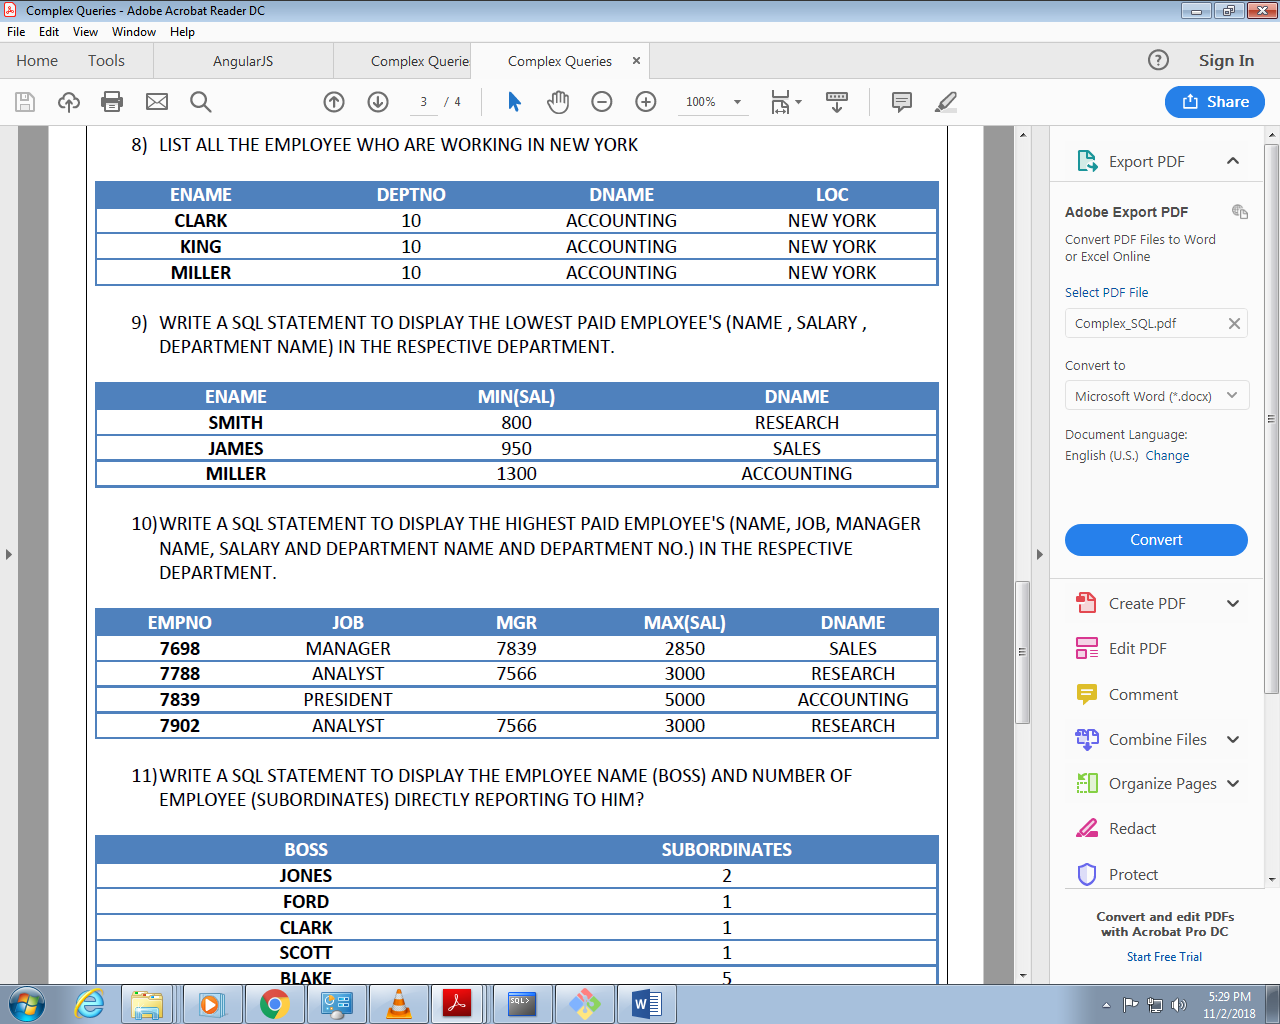 Complex Queries - Adobe Acrobat Reader DC
File Edit View Window Help
Home Tools AngularJS Complex Querie Complex Queries × Sign In
3 / 4 100% Share
8) LIST ALL THE EMPLOYEE WHO ARE WORKING IN NEW YORK
ENAME DEPTNO DNAME LOC
CLARK 10 ACCOUNTING NEW YORK
KING 10 ACCOUNTING NEW YORK
MILLER 10 ACCOUNTING NEW YORK
9) WRITE A SQL STATEMENT TO DISPLAY THE LOWEST PAID EMPLOYEE'S (NAME , SALARY ,
DEPARTMENT NAME) IN THE RESPECTIVE DEPARTMENT.
ENAME MIN(SAL) DNAME
SMITH 800 RESEARCH
JAMES 950 SALES
MILLER 1300 ACCOUNTING
10)WRITE A SQL STATEMENT TO DISPLAY THE HIGHEST PAID EMPLOYEE'S (NAME, JOB, MANAGER
NAME, SALARY AND DEPARTMENT NAME AND DEPARTMENT NO.) IN THE RESPECTIVE
DEPARTMENT.
EMPNO JOB MGR MAX(SAL) DNAME
7698 MANAGER 7839 2850 SALES
7788 ANALYST 7566 3000 RESEARCH
7839 PRESIDENT 5000 ACCOUNTING
7902 ANALYST 7566 3000 RESEARCH
11)WRITE A SQL STATEMENT TO DISPLAY THE EMPLOYEE NAME (BOSS) AND NUMBER OF
EMPLOYEE (SUBORDINATES) DIRECTLY REPORTING TO HIM?
BOSS SUBORDINATES
JONES 2
FORD 1
CLARK 1
SCOTT 1
BLAKE 5
Export PDF
Adobe Export PDF
Convert PDF Files to Word
or Excel Online
Select PDF File
Complex_SQL.pdf
Convert to
Microsoft Word (*.docx)
Document Language:
English (U.S.) Change
Convert
Create PDF
Edit PDF
Comment
Combine Files
Organize Pages
Redact
Protect
Convert and edit PDFs
with Acrobat Pro DC
Start Free Trial
SQL>
5:29 PM
11/2/2018